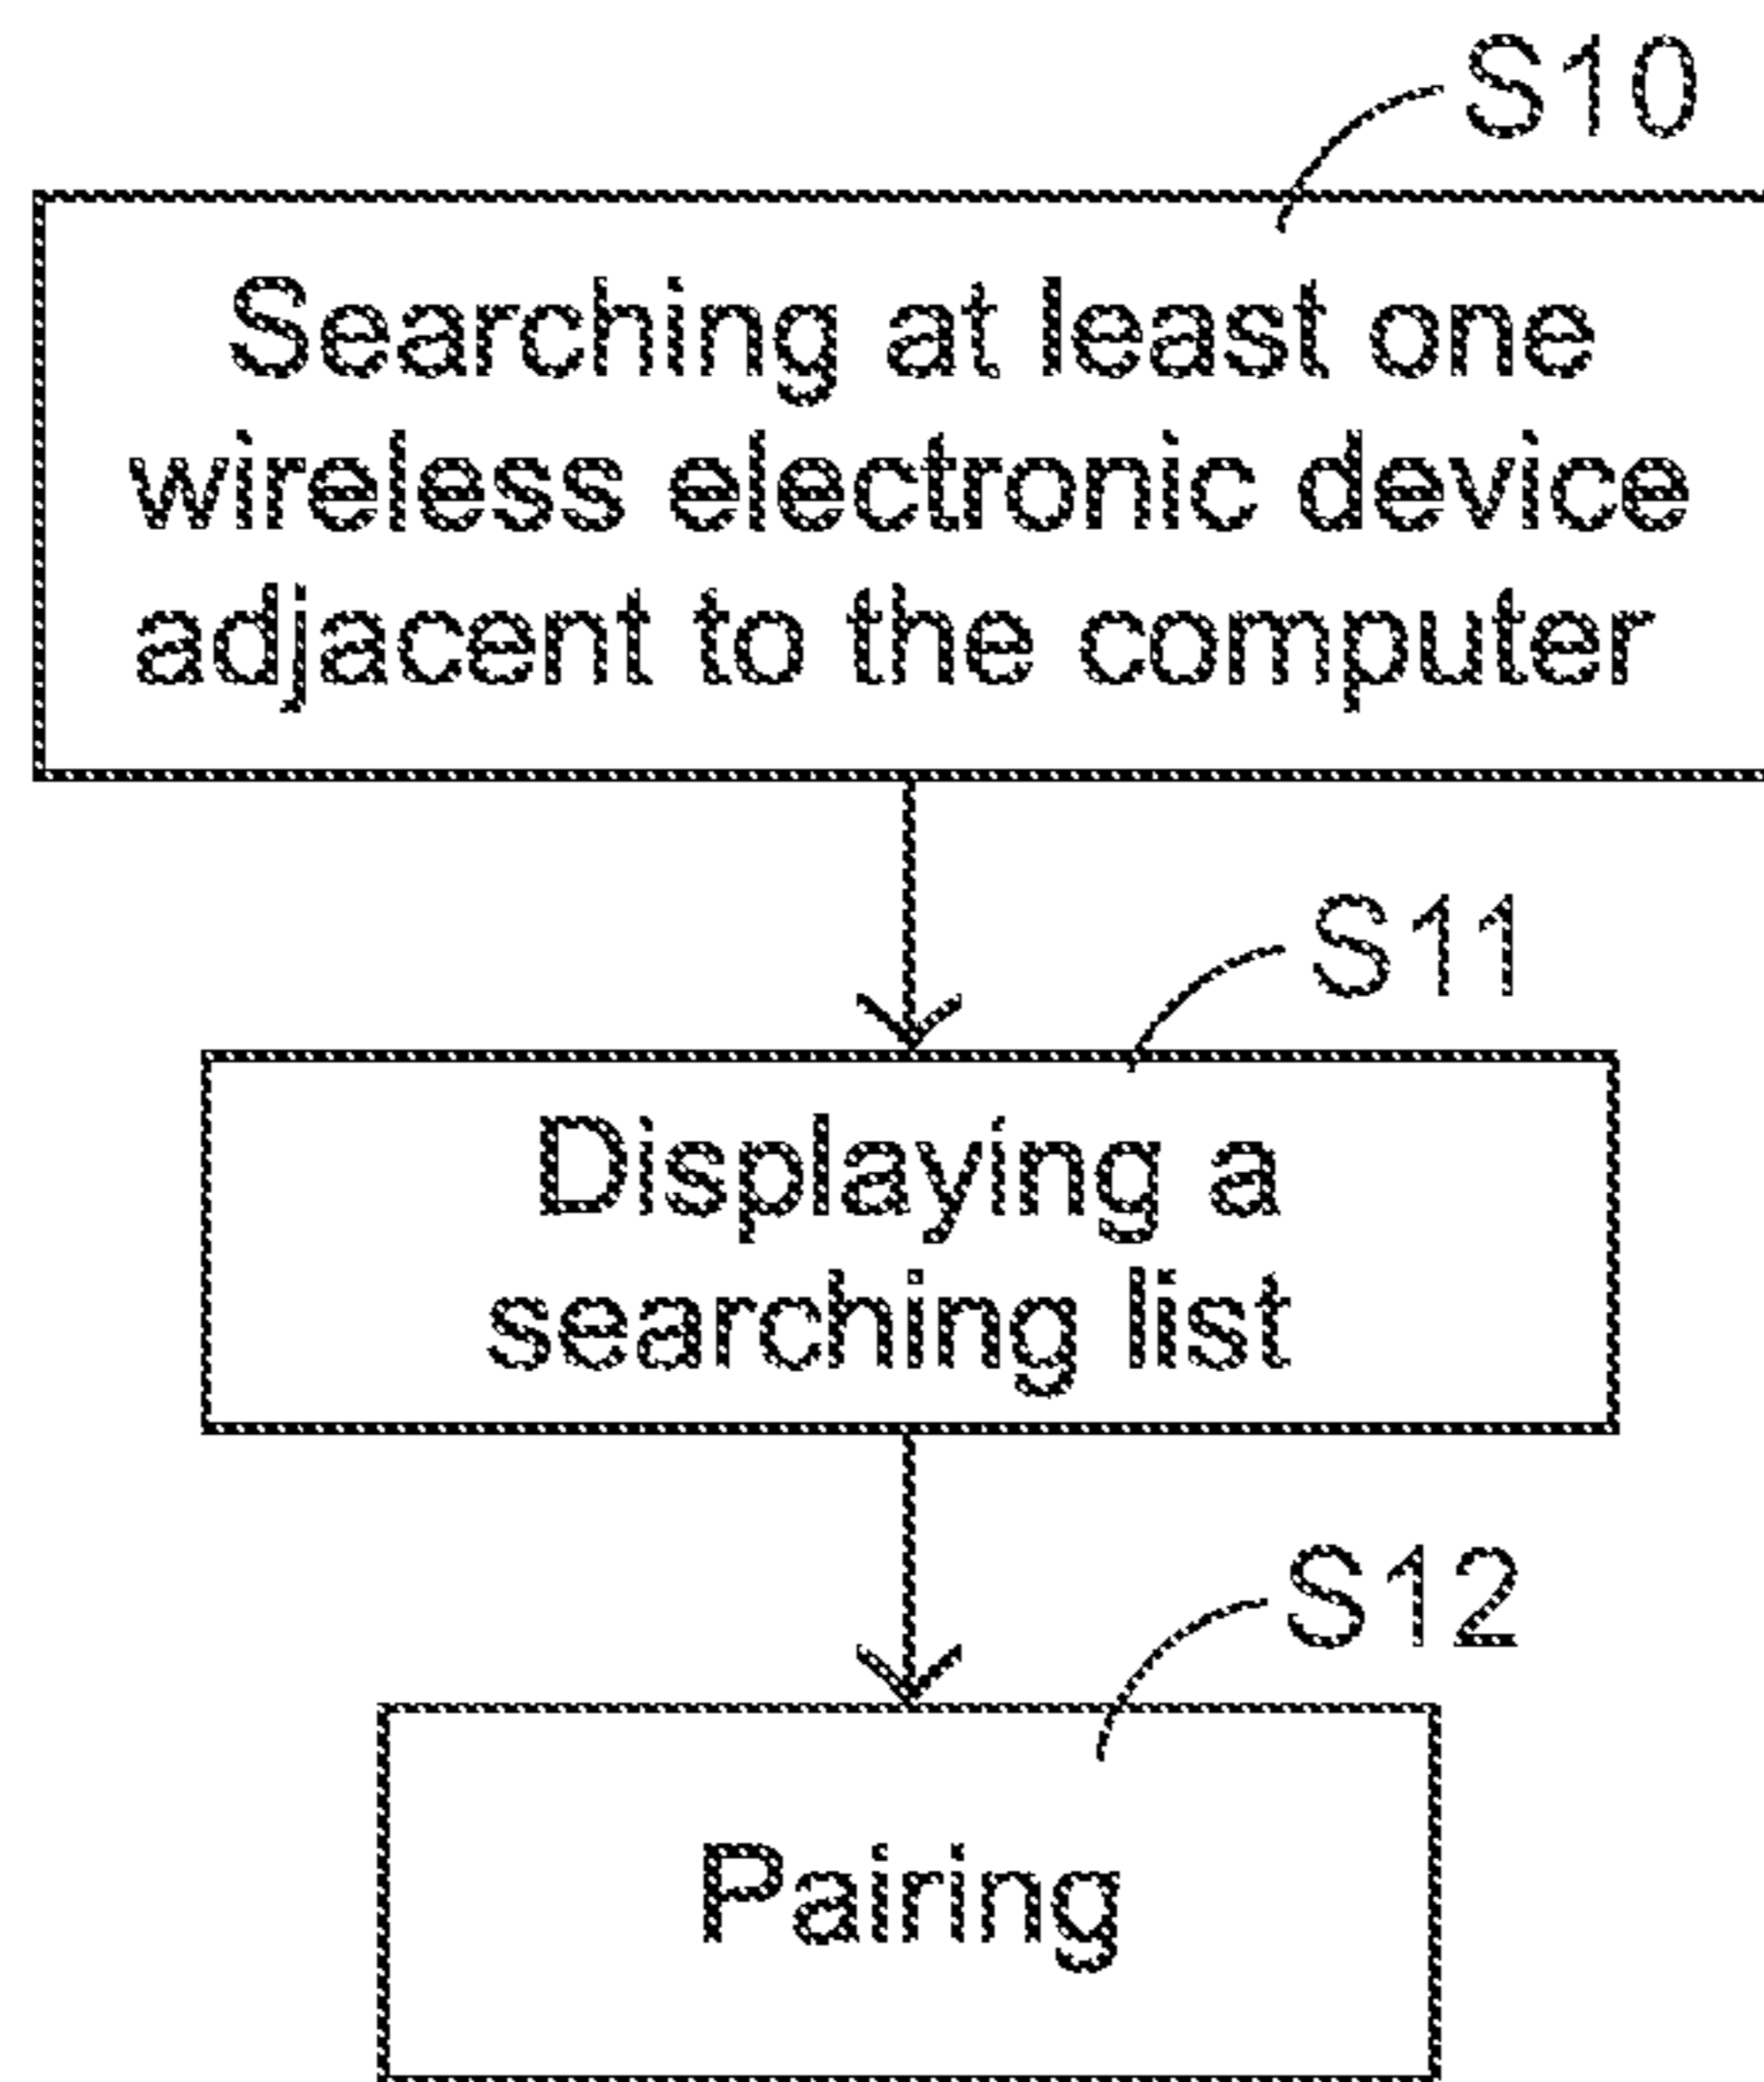 S10
Searching at least one
wireless electronic device
adjacent to the computer
S11
Displaying a
searching list
S12
Pairing